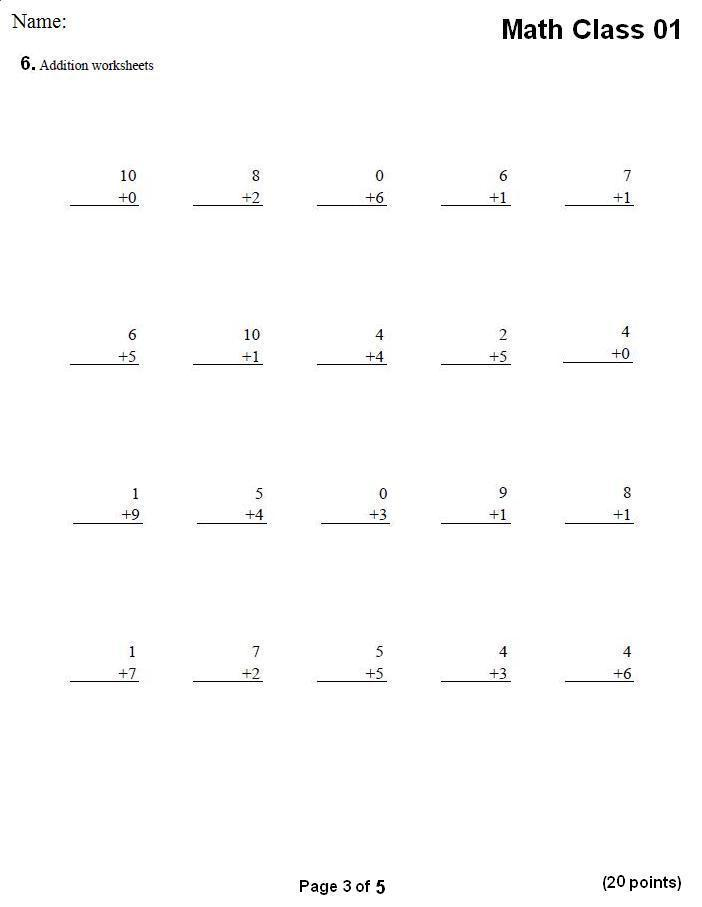 Name:
Math Class 01
6. Addition worksheets
10 8 0 6 7
+0 +2 +6 +1 +1
6 10 4 2 4
+5 +1 +4 +5 +0
1 5 0 9 8
+9 +4 +3 +1 +1
1 7 5 4 4
+7 +2 +5 +3 +6
Page 3 of 5
(20 points)